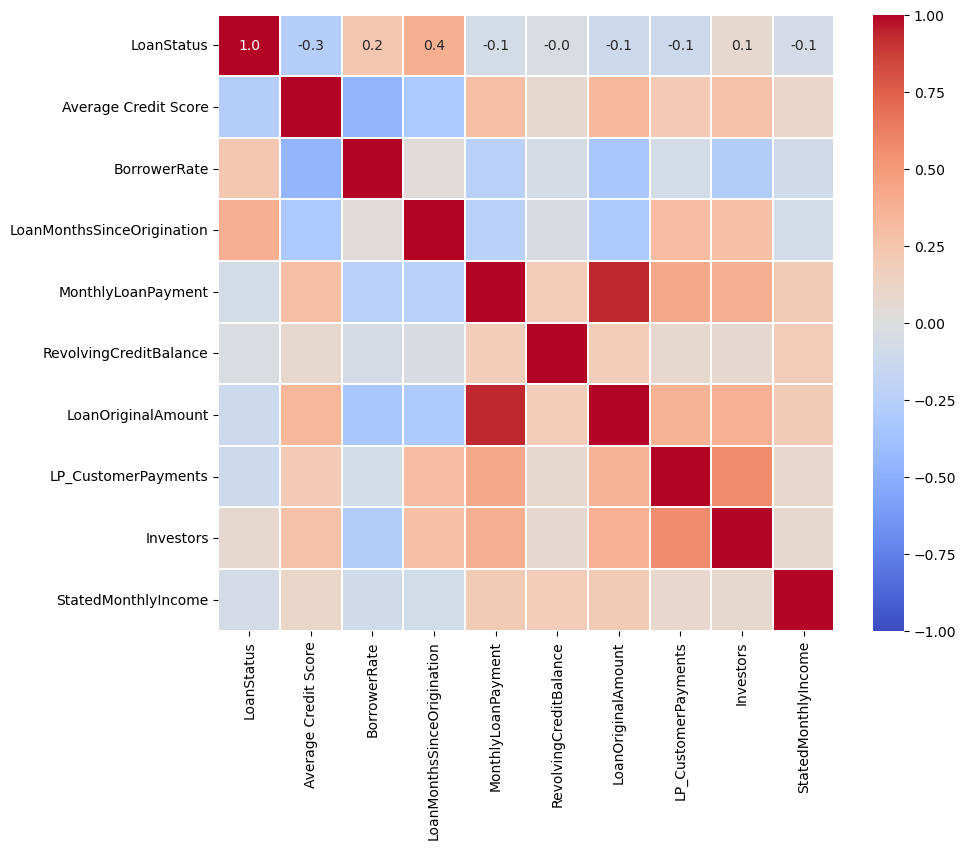 LoanStatus
1.0 -0.3 0.2 0.4 -0.1 -0.0 -0.1 -0.1 0.1 -0.1
Average Credit Score
BorrowerRate
LoanMonthsSinceOrigination
MonthlyLoanPayment
RevolvingCreditBalance
LoanOriginalAmount
LP_CustomerPayments
Investors
StatedMonthlyIncome
LoanStatus
Average Credit Score
BorrowerRate
LoanMonthsSinceOrigination
MonthlyLoanPayment
RevolvingCreditBalance
LoanOriginalAmount
LP_CustomerPayments
Investors
StatedMonthlyIncome
1.00
0.75
0.50
0.25
0.00
-0.25
-0.50
-0.75
-1.00